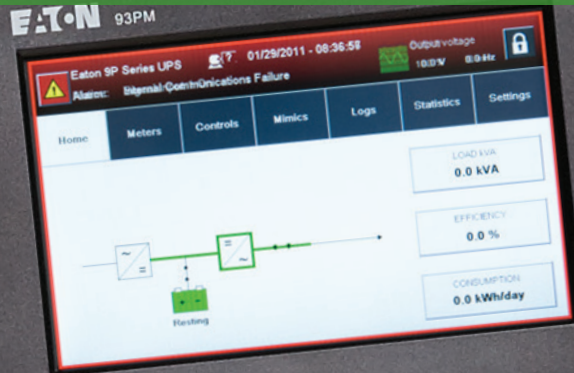 EATON 93PM
Eaton 9P Series UPS 01/29/2011 - 08:36:58 Output voltage
Alarm: Internal Communications Failure
Home Meters Controls Mimics Logs Statistics Settings
LOAD kVA
0.0 kVA
EFFICIENCY
0.0 %
CONSUMPTION
0.0 kWh/day
Resting